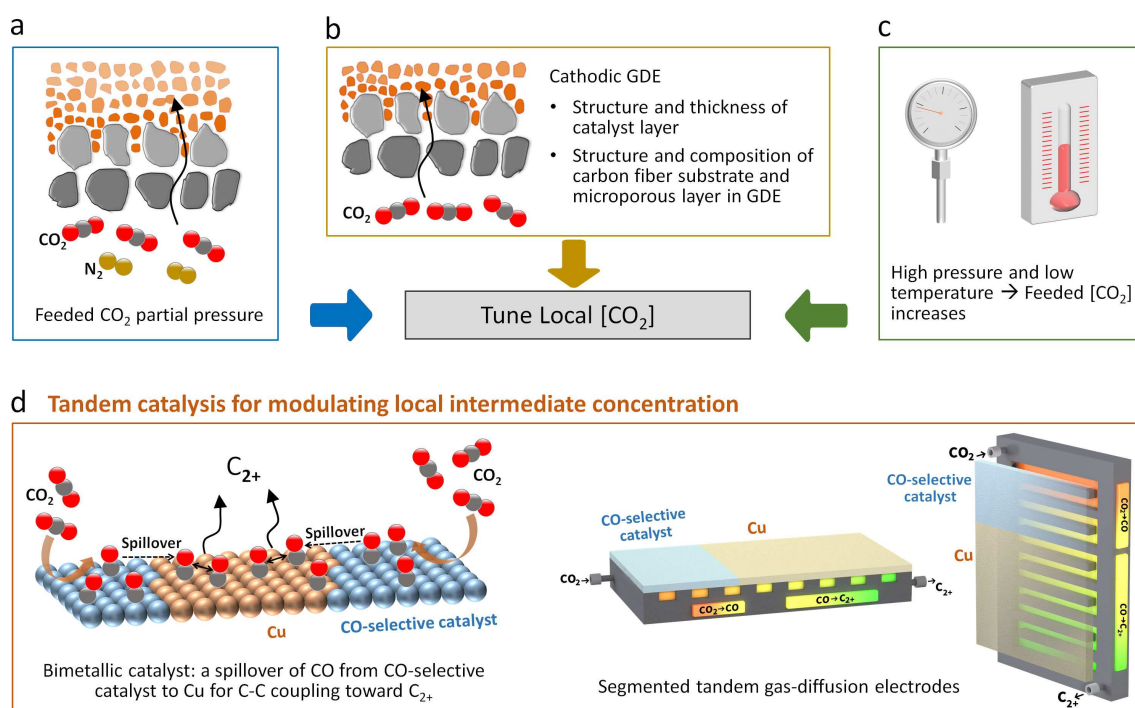 a
CO₂
N₂
Feeded CO₂ partial pressure
b
CO₂
Cathodic GDE
• Structure and thickness of
catalyst layer
• Structure and composition of
carbon fiber substrate and
microporous layer in GDE
c
High pressure and low
temperature → Feeded [CO₂]
increases
Tune Local [CO₂]
d Tandem catalysis for modulating local intermediate concentration
CO₂
C₂₊
CO₂
Spillover
Spillover
Cu
CO-selective catalyst
Bimetallic catalyst: a spillover of CO from CO-selective
catalyst to Cu for C-C coupling toward C₂₊
CO-selective
catalyst
Cu
CO₂→
→
C₂₊
CO₂→CO
CO→C₂₊
Segmented tandem gas-diffusion electrodes
CO₂→
CO-selective
catalyst
Cu
CO₂→CO
CO→C₂₊
C₂₊←